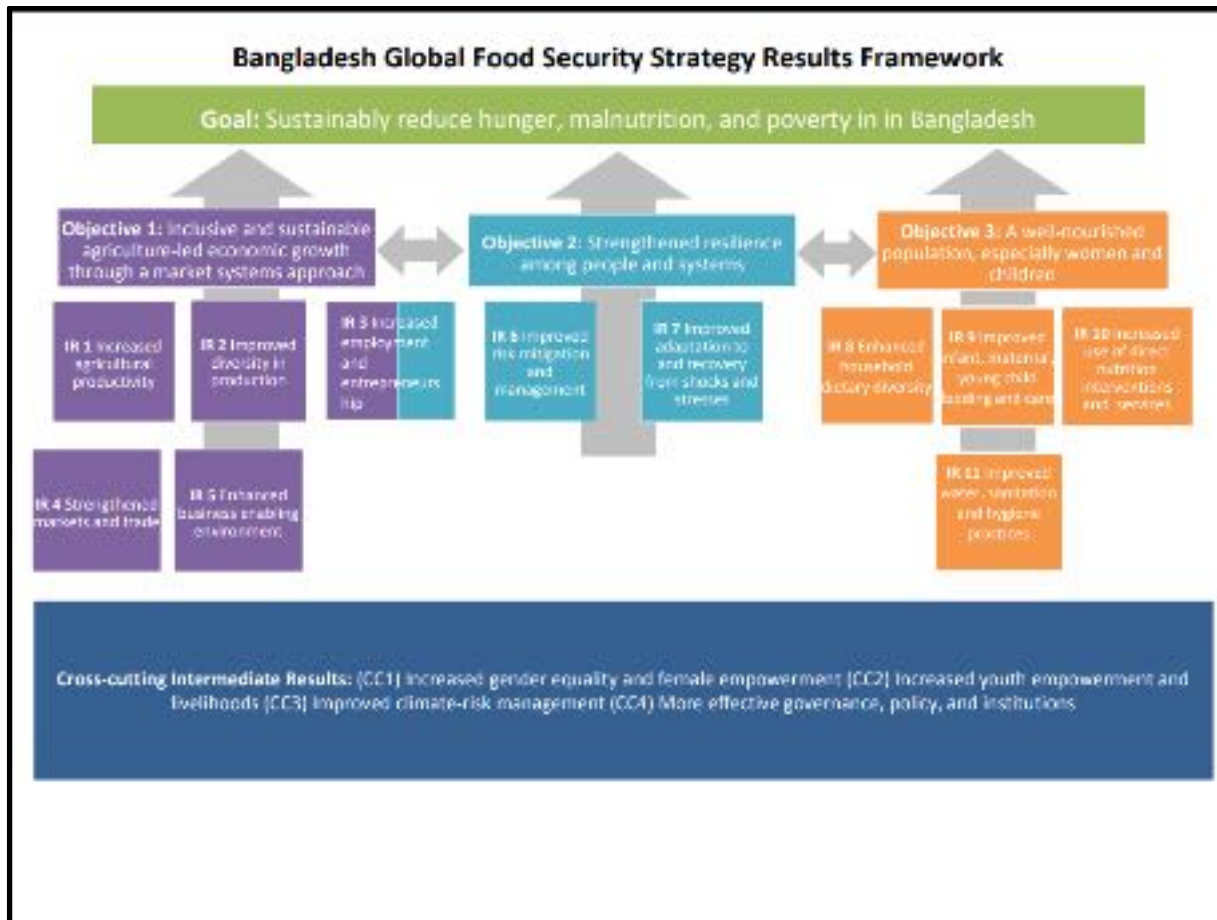 Bangladesh Global Food Security Strategy Results Framework
Goal: Sustainably reduce hunger, malnutrition, and poverty in in Bangladesh
Objective 1: Inclusive and sustainable
agriculture-led economic growth
through a market systems approach
Objective 2: Strengthened resilience
among people and systems
Objective 3: A well-nourished
population, especially women and
children
IR 1 Increased
agricultural
productivity
IR 2 Improved
diversity in
production
IR 3 Increased
employment
and
entrepreneurs
hip
IR 6 Improved
risk mitigation
and
management
IR 7 Improved
adaptation to
and recovery
from shocks and
stresses
IR 8 Enhanced
household
dietary diversity
IR 9 Improved
infant, maternal,
young child
feeding and care
IR 10 Increased
use of direct
nutrition
interventions
and services
IR 4 Strengthened
markets and trade
IR 5 Enhanced
business enabling
environment
IR 11 Improved
water, sanitation
and hygiene
practices
Cross-cutting Intermediate Results: (CC1) Increased gender equality and female empowerment (CC2) Increased youth empowerment and
livelihoods (CC3) Improved climate-risk management (CC4) More effective governance, policy, and institutions